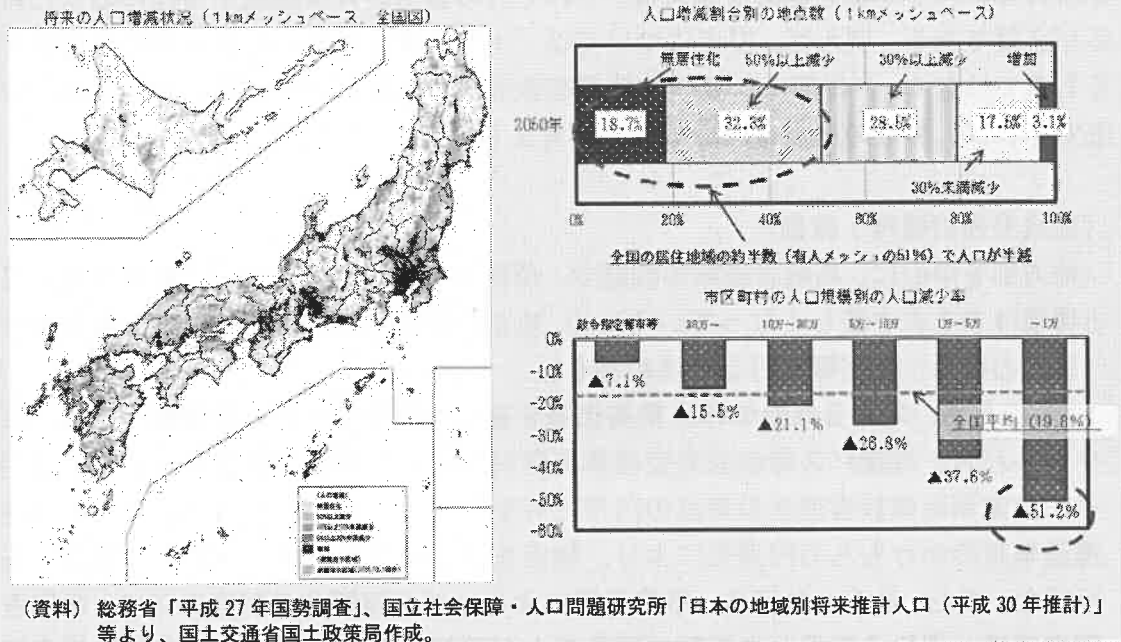 将来の人口増減状況（１kmメッシュベース、全国図）
人口増減割合別の地点数（１kmメッシュベース）
無居住化
50%以上減少
30%以上減少
増加
2050年
18.7%
32.3%
28.5%
17.5%
3.1%
30%未満減少
0%
20%
40%
60%
80%
100%
全国の居住地域の約半数（有人メッシュの51%）で人口が半減
市区町村の人口規模別の人口減少率
政令指定都市等
30万～
10万～30万
5万～10万
1万～5万
～1万
0%
-10%
-20%
-30%
-40%
-50%
-60%
▲7.1%
▲15.5%
▲21.1%
▲26.8%
▲37.6%
▲51.2%
全国平均（19.8%）
（資料）総務省「平成 27 年国勢調査」、国立社会保障・人口問題研究所「日本の地域別将来推計人口（平成 30 年推計）」
等より、国土交通省国土政策局作成。